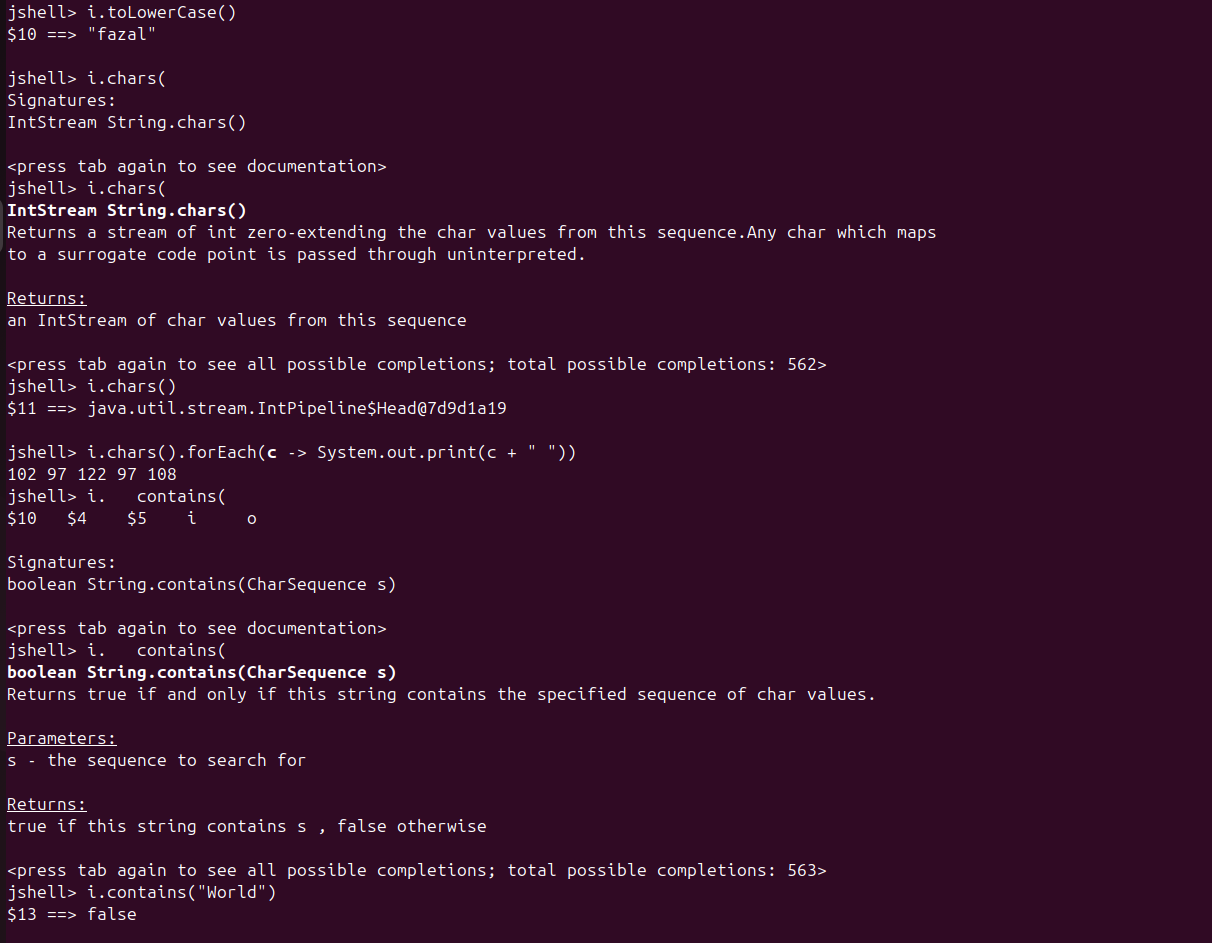 jshell> i.toLowerCase()
$10 ==> "fazal"
jshell> i.chars(
Signatures:
IntStream String.chars()
<press tab again to see documentation>
jshell> i.chars(
IntStream String.chars()
Returns a stream of int zero-extending the char values from this sequence.Any char which maps
to a surrogate code point is passed through uninterpreted.
Returns:
an IntStream of char values from this sequence
<press tab again to see all possible completions; total possible completions: 562>
jshell> i.chars()
$11 ==> java.util.stream.IntPipeline$Head@7d9d1a19
jshell> i.chars().forEach(c -> System.out.print(c + " "))
102 97 122 97 108
jshell> i.   contains(
$10   $4    $5    i     o
Signatures:
boolean String.contains(CharSequence s)
<press tab again to see documentation>
jshell> i.   contains(
boolean String.contains(CharSequence s)
Returns true if and only if this string contains the specified sequence of char values.
Parameters:
s - the sequence to search for
Returns:
true if this string contains s , false otherwise
<press tab again to see all possible completions; total possible completions: 563>
jshell> i.contains("World")
$13 ==> false